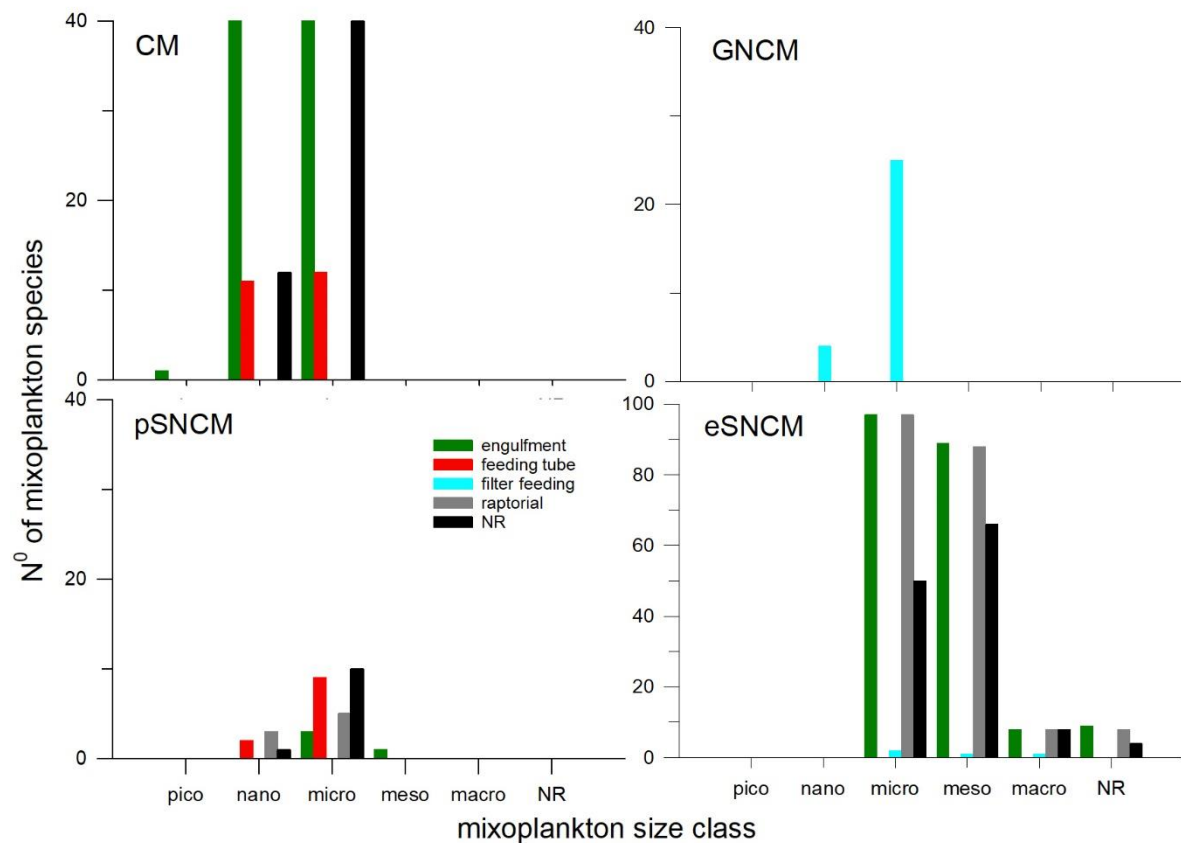 40
CM
20
0
40
GNCM
20
0
40
pSNCM
engulfment
feeding tube
filter feeding
raptorial
NR
20
0
pico nano micro meso macro NR
100
eSNCM
80
60
40
20
0
pico nano micro meso macro NR
N⁰ of mixoplankton species
mixoplankton size class